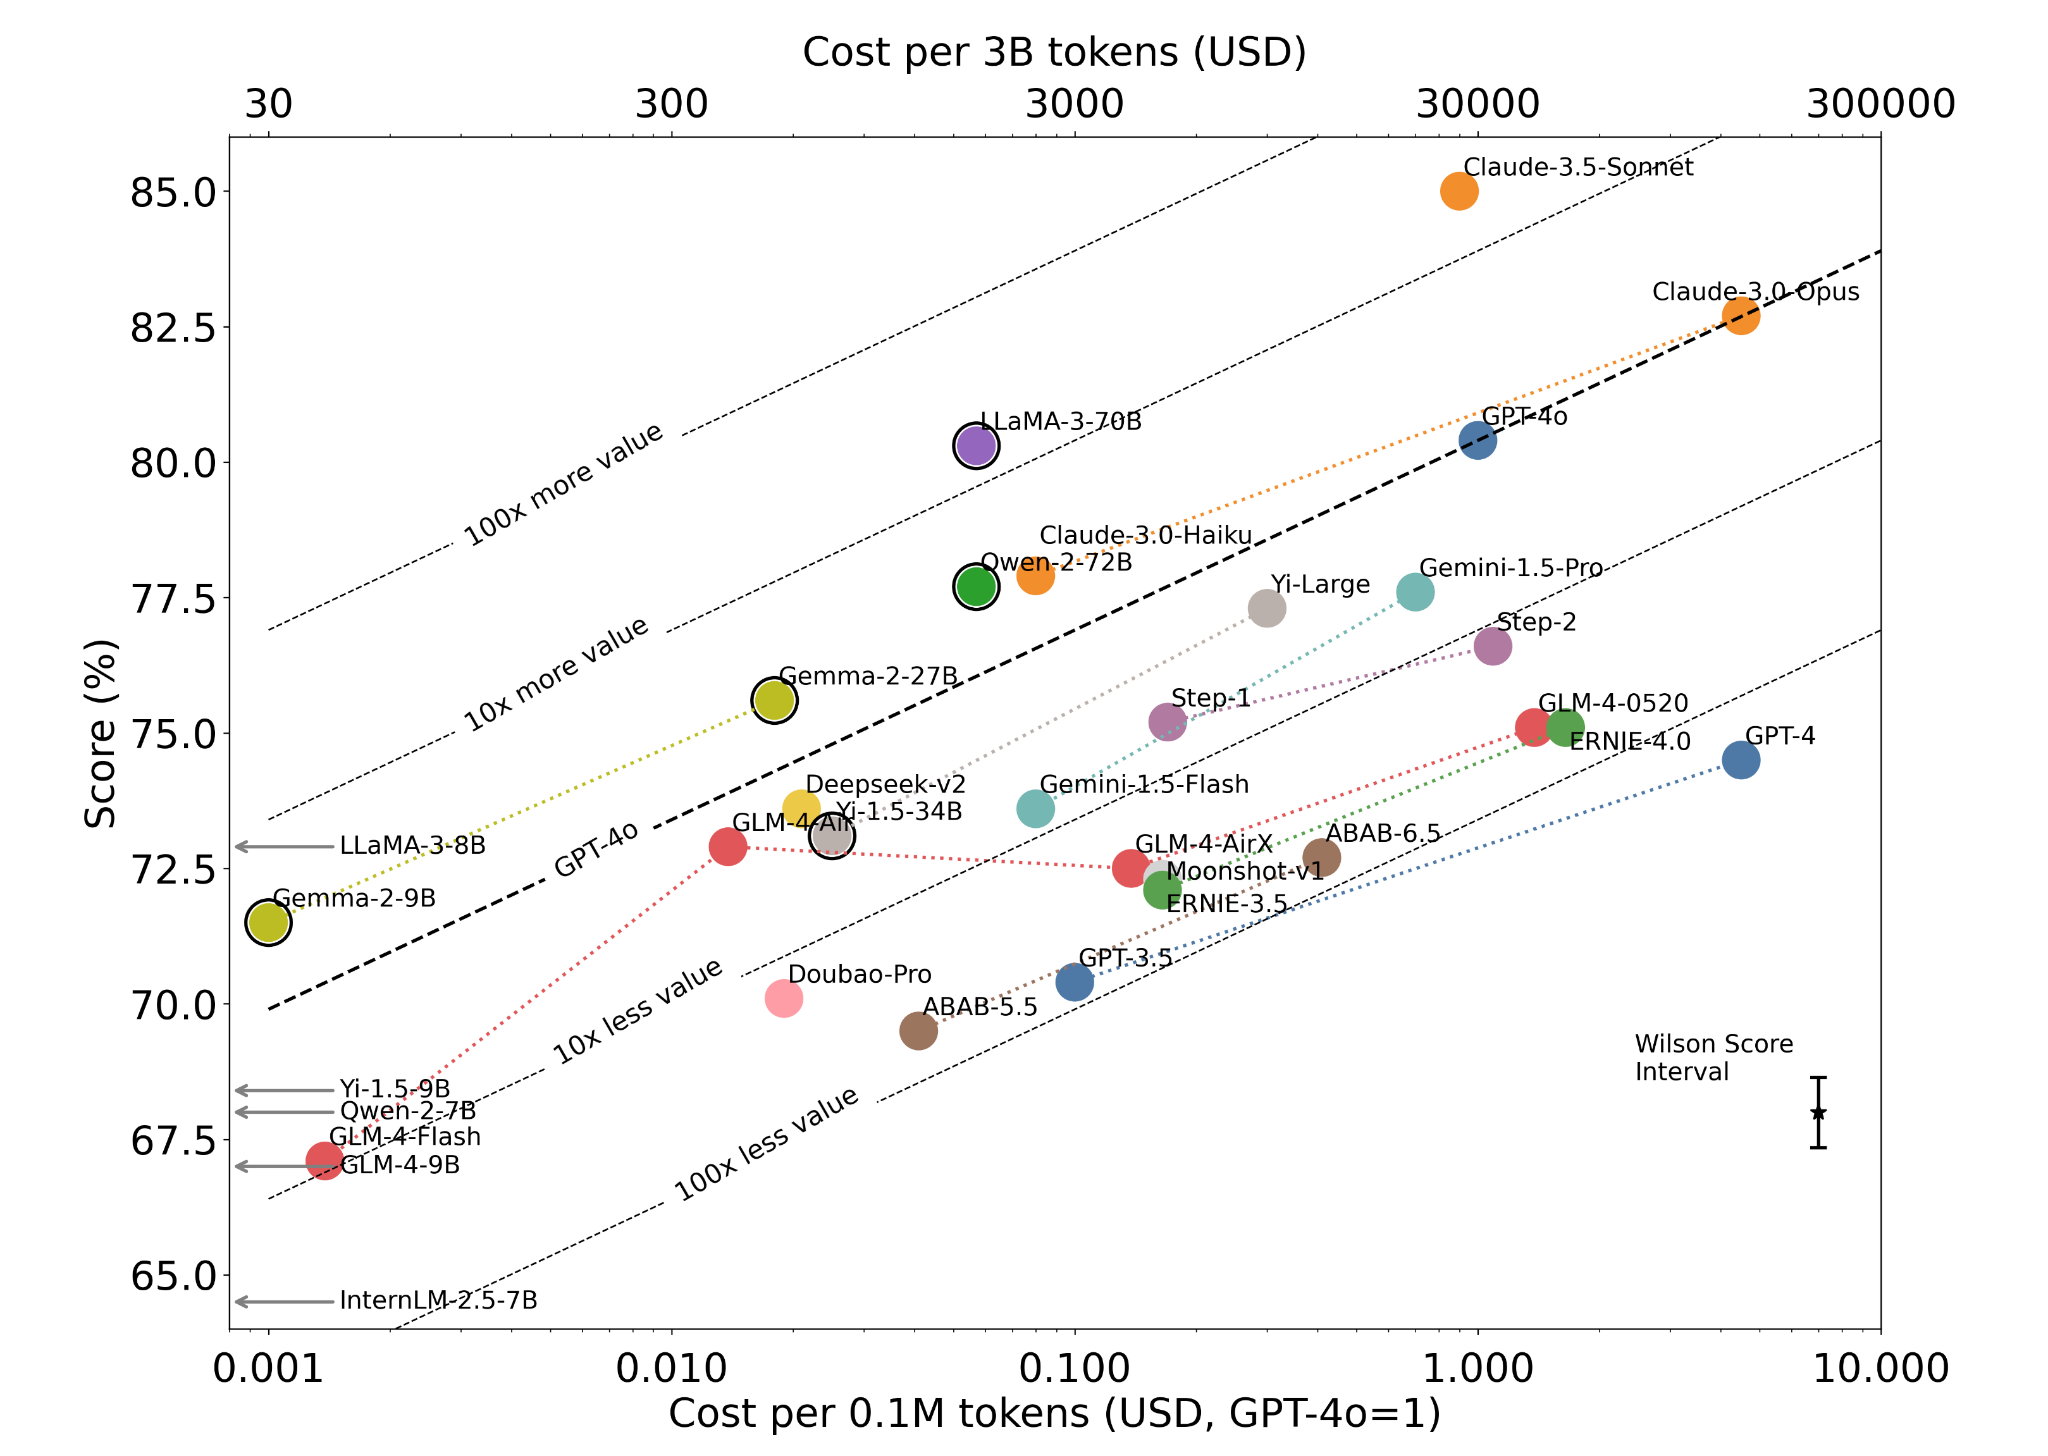 Cost per 3B tokens (USD)
30 300 3000 30000 300000
85.0
82.5
80.0
77.5
75.0
72.5
70.0
67.5
65.0
Score (%)
Claude-3.5-Sonnet
Claude-3.0-Opus
LLaMA-3-70B
GPT-4o
100x more value
Claude-3.0-Haiku
Qwen-2-72B
Yi-Large
Gemini-1.5-Pro
Step-2
10x more value
Gemma-2-27B
Step-1
GLM-4-0520
ERNIE-4.0
GPT-4
Deepseek-v2
Gemini-1.5-Flash
Yi-1.5-34B
GLM-4-Air
GPT-4o
LLaMA-3-8B
GLM-4-AirX
ABAB-6.5
Moonshot-v1
Gemma-2-9B
ERNIE-3.5
GPT-3.5
Doubao-Pro
10x less value
ABAB-5.5
Wilson Score
Interval
Yi-1.5-9B
Qwen-2-7B
GLM-4-Flash
GLM-4-9B
100x less value
InternLM-2.5-7B
0.001 0.010 0.100 1.000 10.000
Cost per 0.1M tokens (USD, GPT-4o=1)